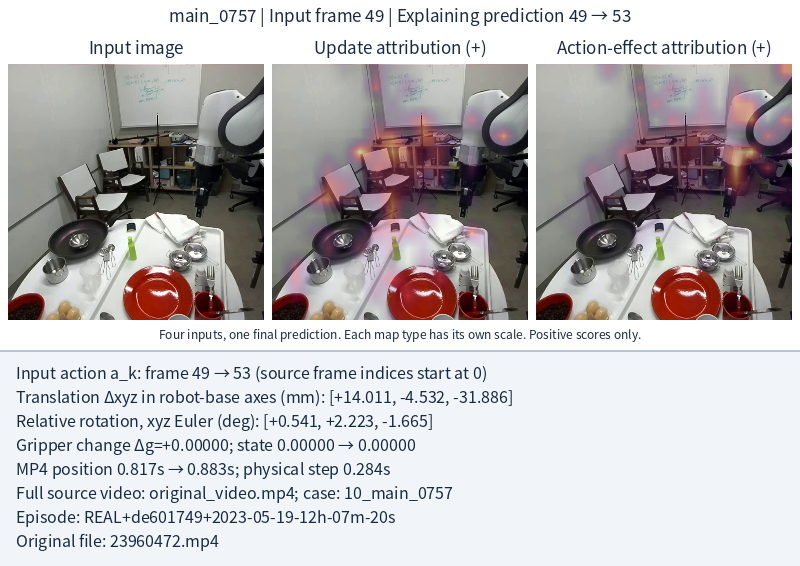 main_0757 | Input frame 49 | Explaining prediction 49 → 53
Input image
Update attribution (+)
Action-effect attribution (+)
Four inputs, one final prediction. Each map type has its own scale. Positive scores only.
Input action a_k: frame 49 → 53 (source frame indices start at 0)
Translation Δxyz in robot-base axes (mm): [+14.011, -4.532, -31.886]
Relative rotation, xyz Euler (deg): [+0.541, +2.223, -1.665]
Gripper change Δg=+0.00000; state 0.00000 → 0.00000
MP4 position 0.817s → 0.883s; physical step 0.284s
Full source video: original_video.mp4; case: 10_main_0757
Episode: REAL+de601749+2023-05-19-12h-07m-20s
Original file: 23960472.mp4